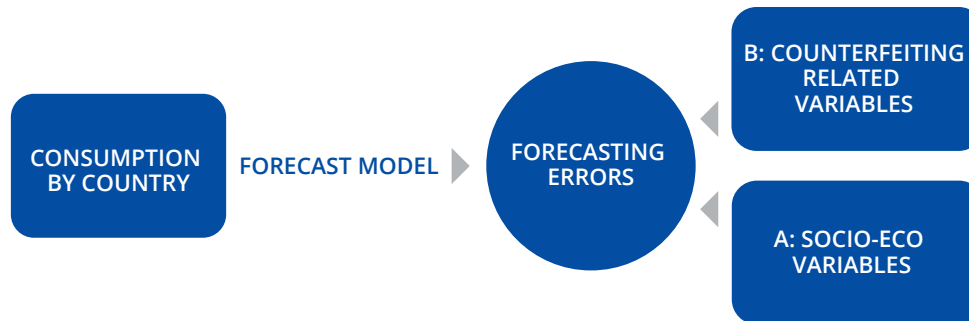 CONSUMPTION
BY COUNTRY
FORECAST MODEL
FORECASTING
ERRORS
B: COUNTERFEITING
RELATED
VARIABLES
A: SOCIO-ECO
VARIABLES